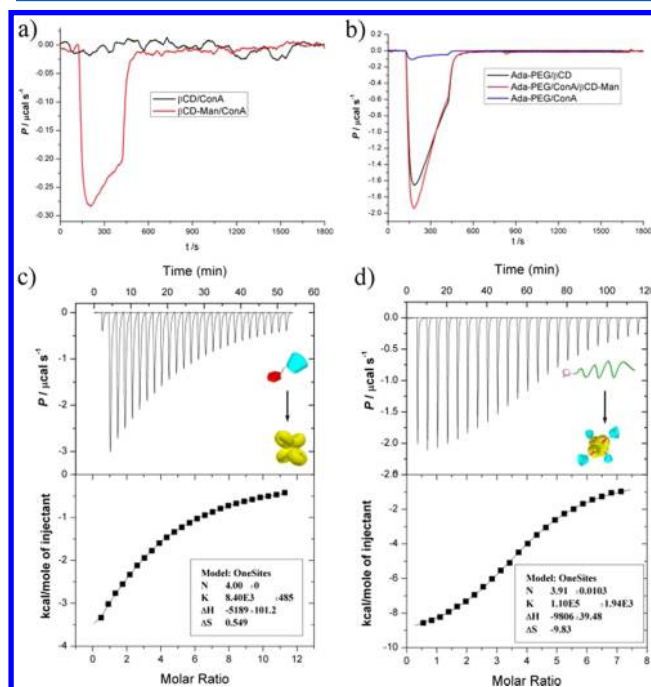 a)
b)
0.00
-0.05
-0.10
-0.15
-0.20
-0.25
-0.30
P / μcal s⁻¹
βCD/ConA
βCD-Man/ConA
0 300 600 900 1200 1500 1800
t /s
0.2
0.0
-0.2
-0.4
-0.6
-0.8
-1.0
-1.2
-1.4
-1.6
-1.8
-2.0
P / μcal s⁻¹
Ada-PEG/βCD
Ada-PEG/ConA/βCD-Man
Ada-PEG/ConA
0 300 600 900 1200 1500 1800
t /s
c)
Time (min)
0 10 20 30 40 50 60
0
-1
-2
-3
0
P / μcal s⁻¹
-1
-2
-3
-4
kcal/mole of injectant
Model: OneSites
N 4.00 ±0
K 8.40E3 ±485
ΔH -5189 ±101.2
ΔS 0.549
0 2 4 6 8 10 12
Molar Ratio
d)
Time (min)
0 20 40 60 80 100 120
0.0
-0.5
-1.0
-1.5
-2.0
P / μcal s⁻¹
0
-2
-4
-6
-8
-10
kcal/mole of injectant
Model: OneSites
N 3.91 ±0.0103
K 1.10E5 ±1.94E3
ΔH -9806 ±39.48
ΔS -9.83
0 1 2 3 4 5 6 7 8
Molar Ratio